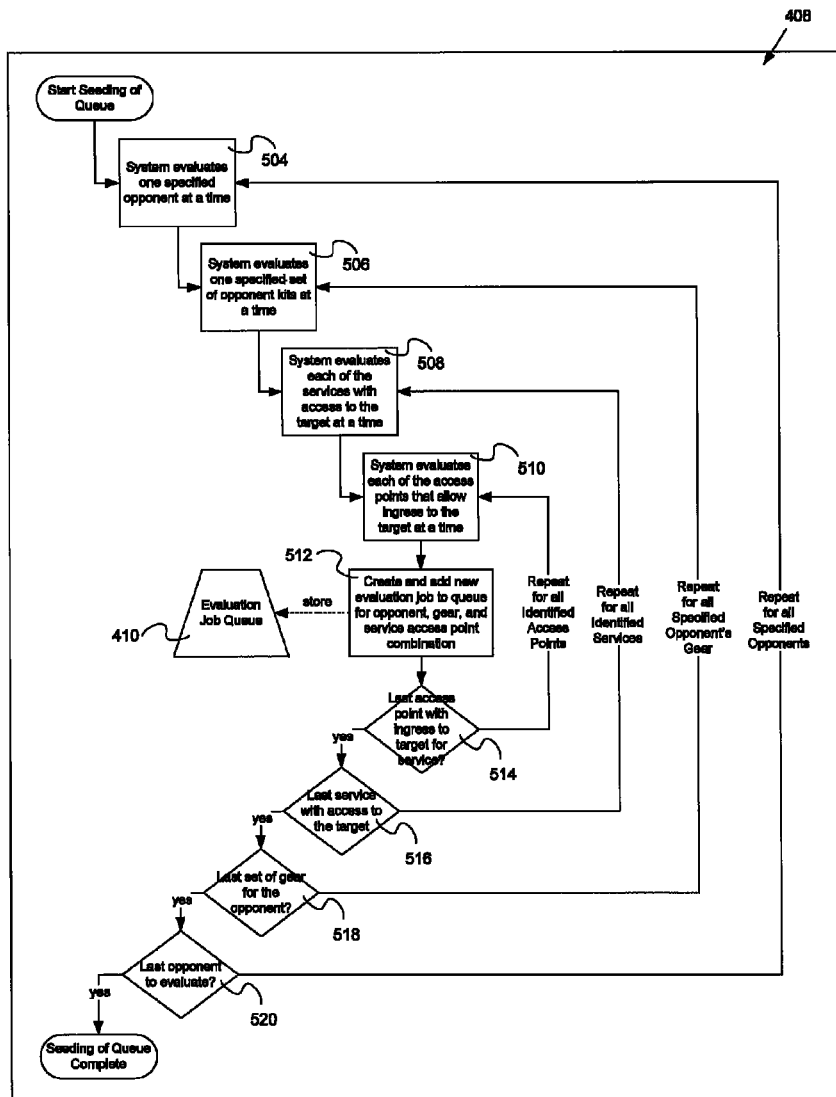 408
Start Seeding of
Queue
504
System evaluates
one specified
opponent at a time
506
System evaluates
one specified set
of opponent kits at
a time
508
System evaluates
each of the
services with
access to the
target at a time
510
System evaluates
each of the access
points that allow
ingress to the
target at a time
512
Create and add new
evaluation job to queue
for opponent, gear, and
service access point
combination
store
Evaluation
Job Queue
410
Repeat
for all
Identified
Access
Points
Repeat
for all
Identified
Services
Repeat
for all
Specified
Opponent's
Gear
Repeat
for all
Specified
Opponents
Last access
point with
ingress to
target for
service?
514
yes
Last service
with access to
the target
516
yes
Last set of gear
for the
opponent?
518
yes
Last opponent
to evaluate?
520
yes
Seeding of Queue
Complete